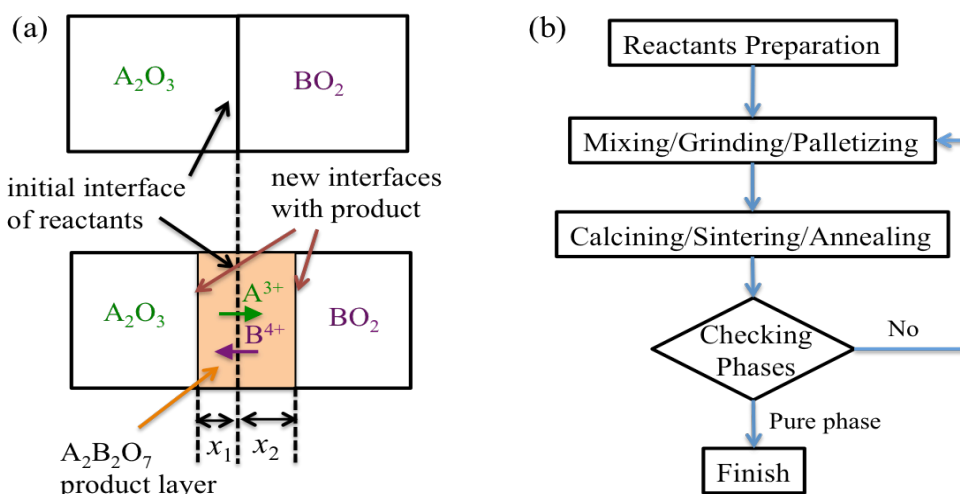 (a)
A₂O₃
BO₂
initial interface
of reactants
new interfaces
with product
A₂O₃
A³⁺
B⁴⁺
BO₂
x₁
x₂
A₂B₂O₇
product layer
(b)
Reactants Preparation
Mixing/Grinding/Palletizing
Calcining/Sintering/Annealing
Checking
Phases
No
Pure phase
Finish